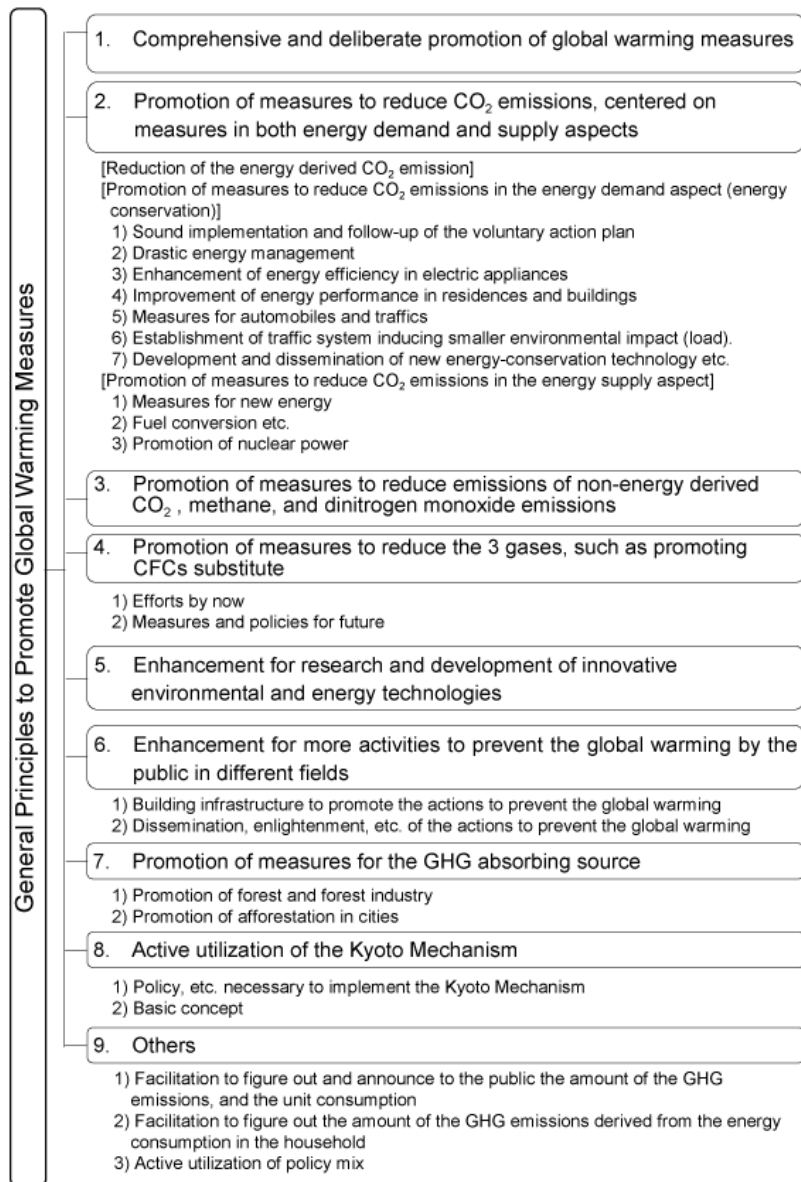 General Principles to Promote Global Warming Measures
1. Comprehensive and deliberate promotion of global warming measures
2. Promotion of measures to reduce CO₂ emissions, centered on
measures in both energy demand and supply aspects
[Reduction of the energy derived CO₂ emission]
[Promotion of measures to reduce CO₂ emissions in the energy demand aspect (energy
conservation)]
1) Sound implementation and follow-up of the voluntary action plan
2) Drastic energy management
3) Enhancement of energy efficiency in electric appliances
4) Improvement of energy performance in residences and buildings
5) Measures for automobiles and traffics
6) Establishment of traffic system inducing smaller environmental impact (load).
7) Development and dissemination of new energy-conservation technology etc.
[Promotion of measures to reduce CO₂ emissions in the energy supply aspect]
1) Measures for new energy
2) Fuel conversion etc.
3) Promotion of nuclear power
3. Promotion of measures to reduce emissions of non-energy derived
CO₂ , methane, and dinitrogen monoxide emissions
4. Promotion of measures to reduce the 3 gases, such as promoting
CFCs substitute
1) Efforts by now
2) Measures and policies for future
5. Enhancement for research and development of innovative
environmental and energy technologies
6. Enhancement for more activities to prevent the global warming by the
public in different fields
1) Building infrastructure to promote the actions to prevent the global warming
2) Dissemination, enlightenment, etc. of the actions to prevent the global warming
7. Promotion of measures for the GHG absorbing source
1) Promotion of forest and forest industry
2) Promotion of afforestation in cities
8. Active utilization of the Kyoto Mechanism
1) Policy, etc. necessary to implement the Kyoto Mechanism
2) Basic concept
9. Others
1) Facilitation to figure out and announce to the public the amount of the GHG
emissions, and the unit consumption
2) Facilitation to figure out the amount of the GHG emissions derived from the energy
consumption in the household
3) Active utilization of policy mix